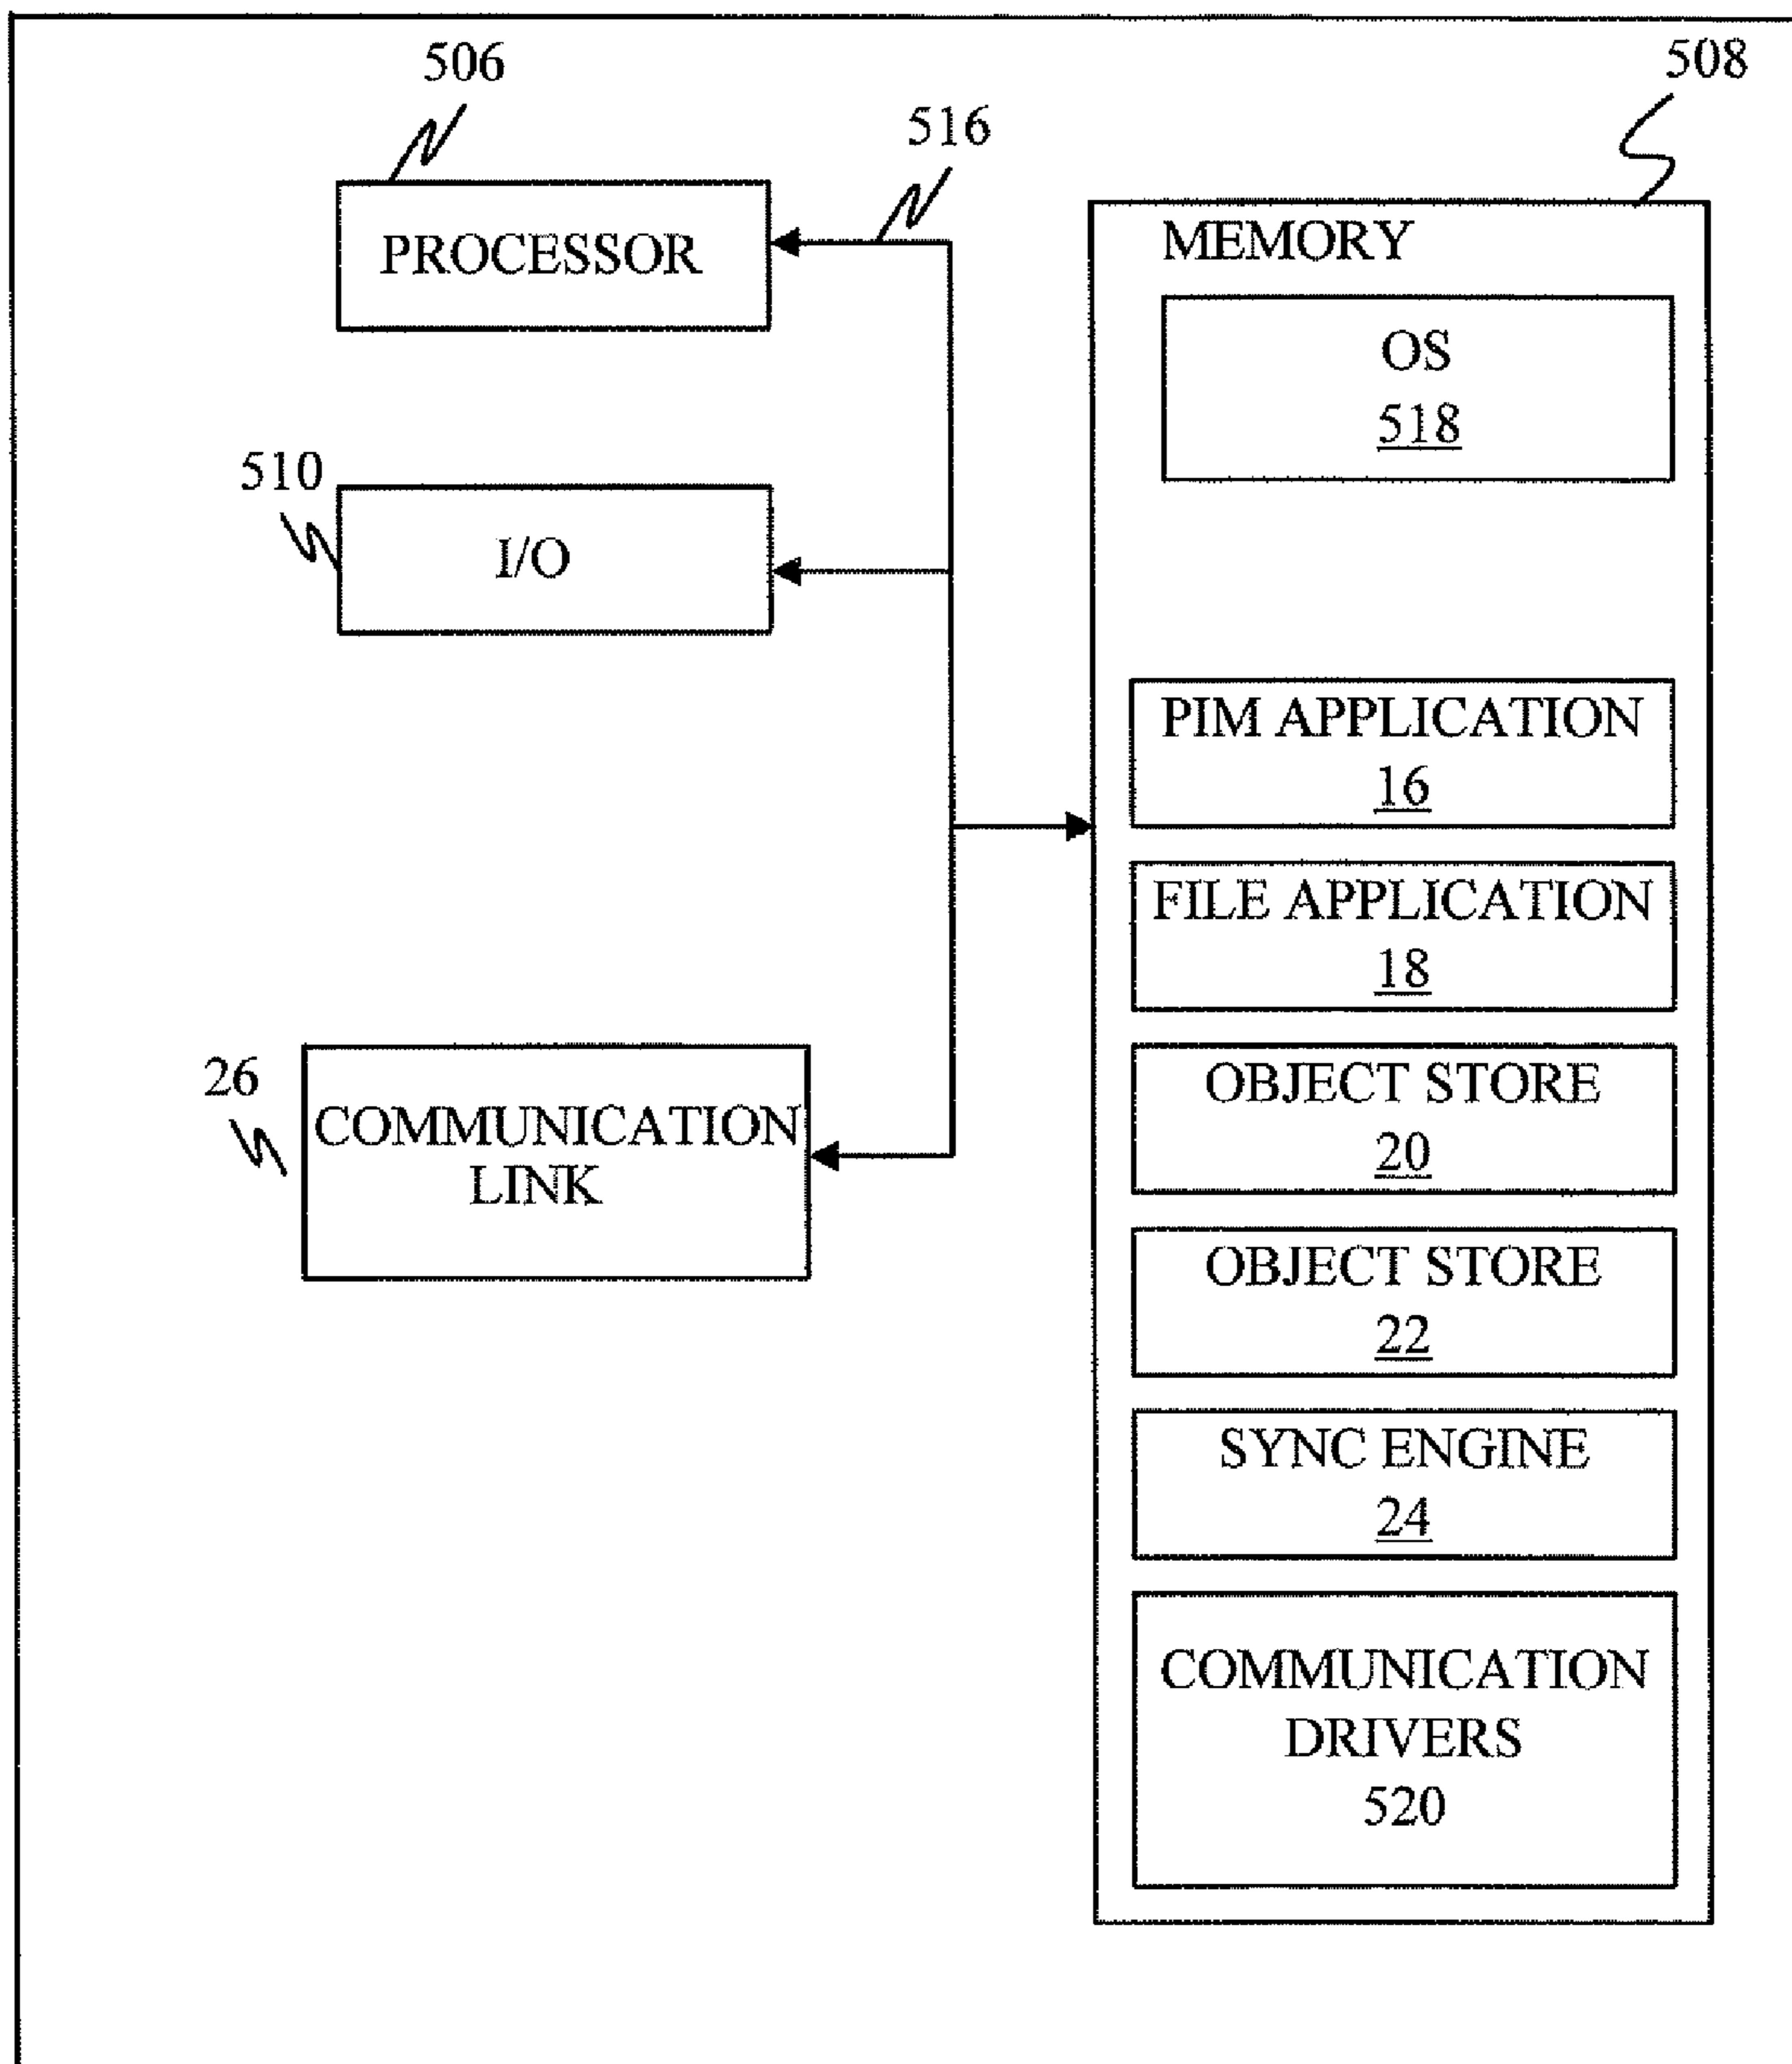 506
508
516
PROCESSOR
MEMORY
OS
518
510
I/O
PIM APPLICATION
16
FILE APPLICATION
18
26
COMMUNICATION
LINK
OBJECT STORE
20
OBJECT STORE
22
SYNC ENGINE
24
COMMUNICATION
DRIVERS
520